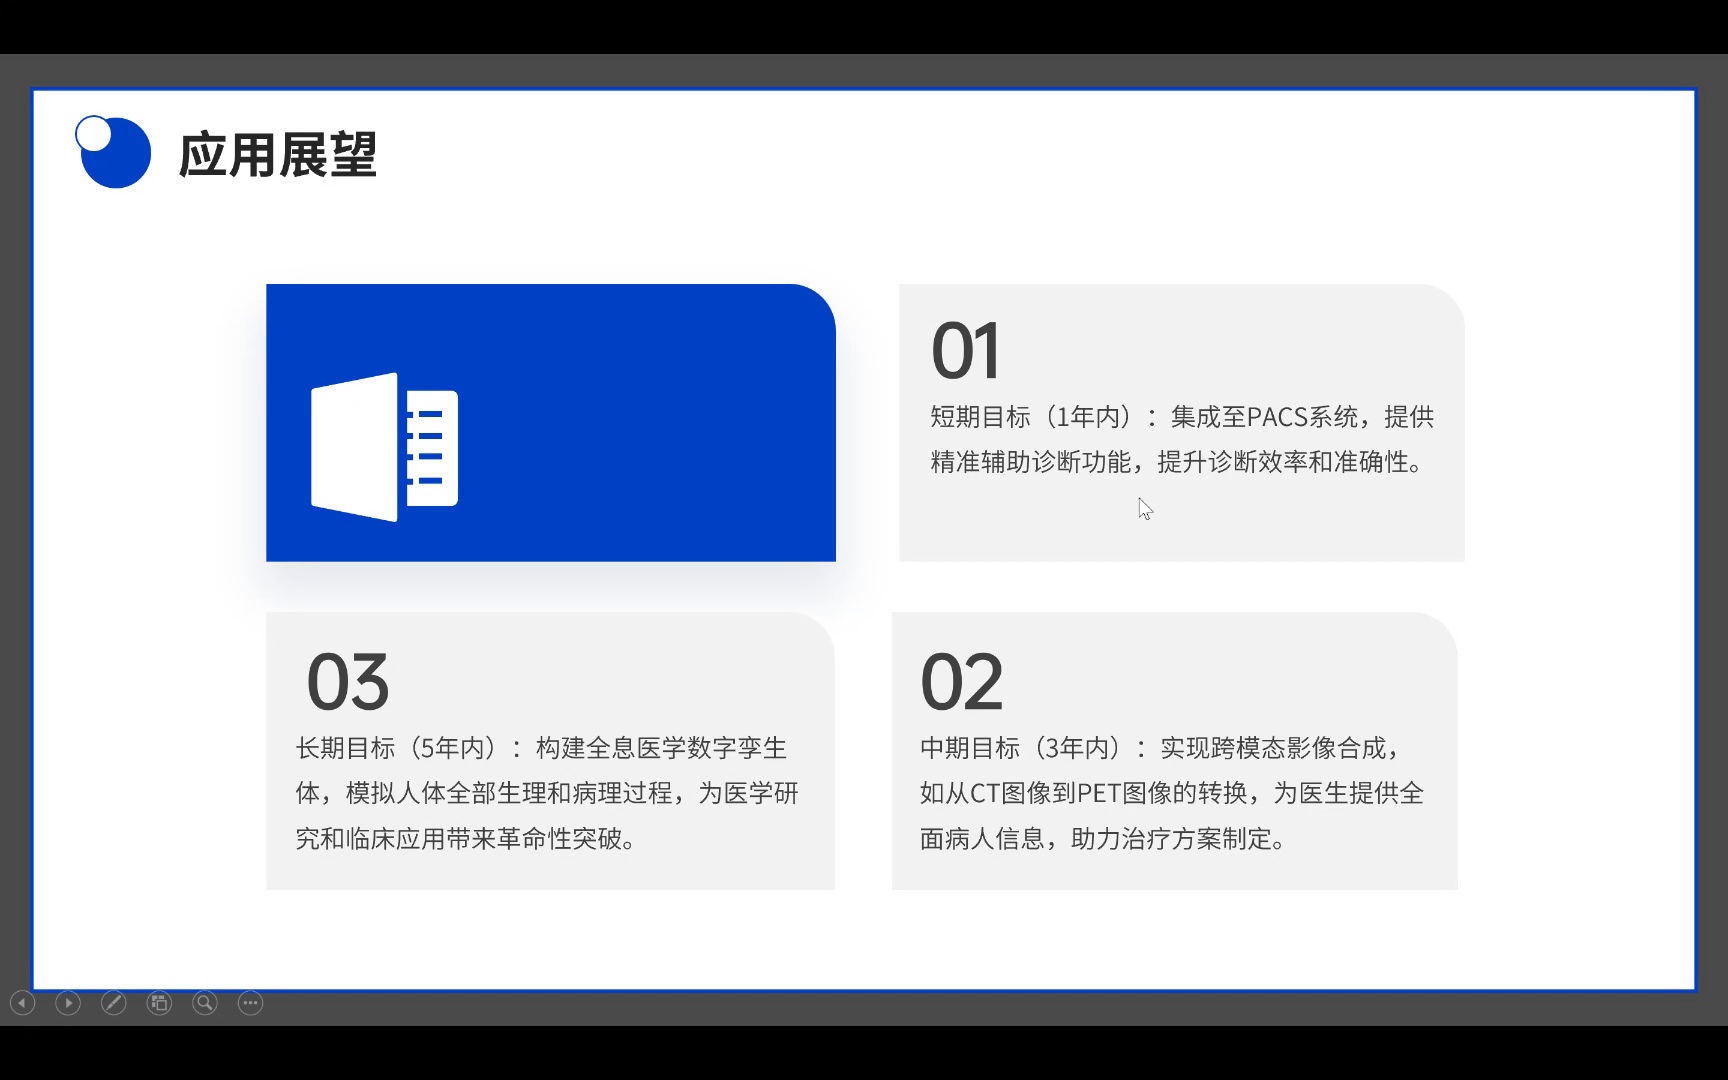 应用展望
01
短期目标（1年内）：集成至PACS系统，提供
精准辅助诊断功能，提升诊断效率和准确性。
03
长期目标（5年内）：构建全息医学数字孪生
体，模拟人体全部生理和病理过程，为医学研
究和临床应用带来革命性突破。
02
中期目标（3年内）：实现跨模态影像合成，
如从CT图像到PET图像的转换，为医生提供全
面病人信息，助力治疗方案制定。